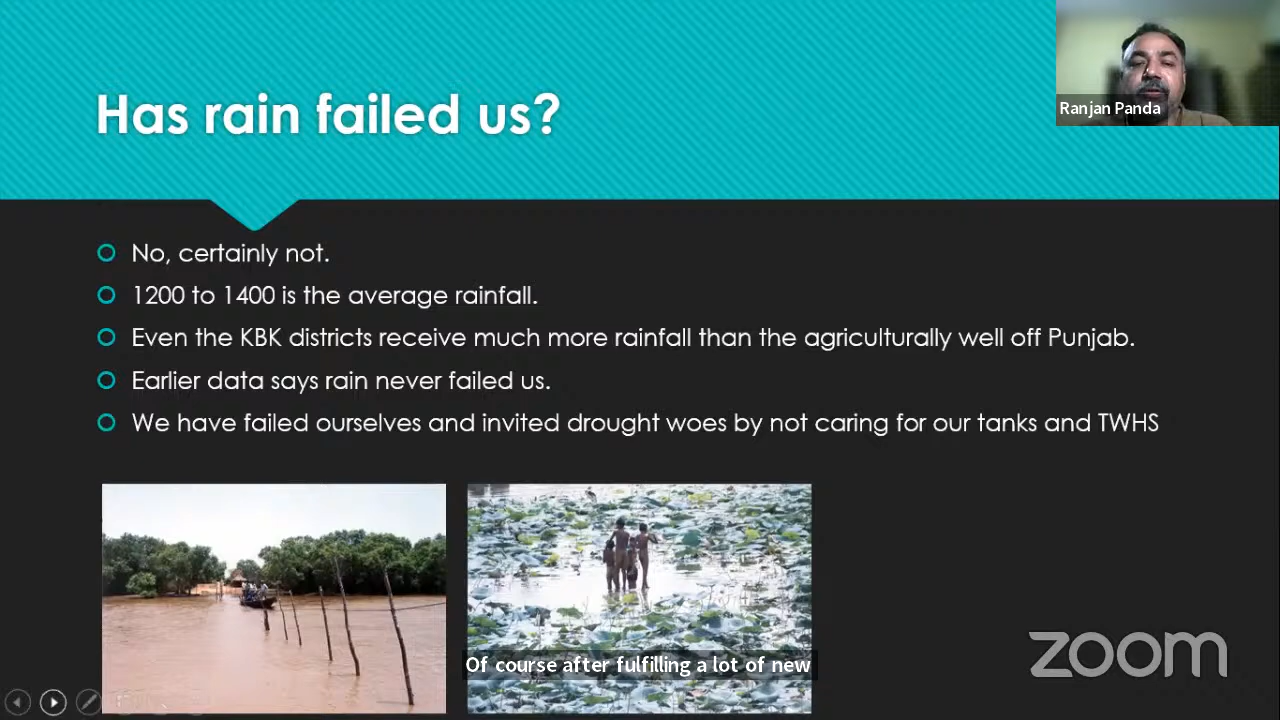 Has rain failed us?
Ranjan Panda
No, certainly not.
1200 to 1400 is the average rainfall.
Even the KBK districts receive much more rainfall than the agriculturally well off Punjab.
Earlier data says rain never failed us.
We have failed ourselves and invited drought woes by not caring for our tanks and TWHS
Of course after fulfilling a lot of new
zoom